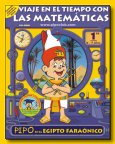 VIAJE EN EL TIEMPO CON
LAS MATEMÁTICAS
www.pipoclub.com
PIPO EN EL EGIPTO FARAÓNICO